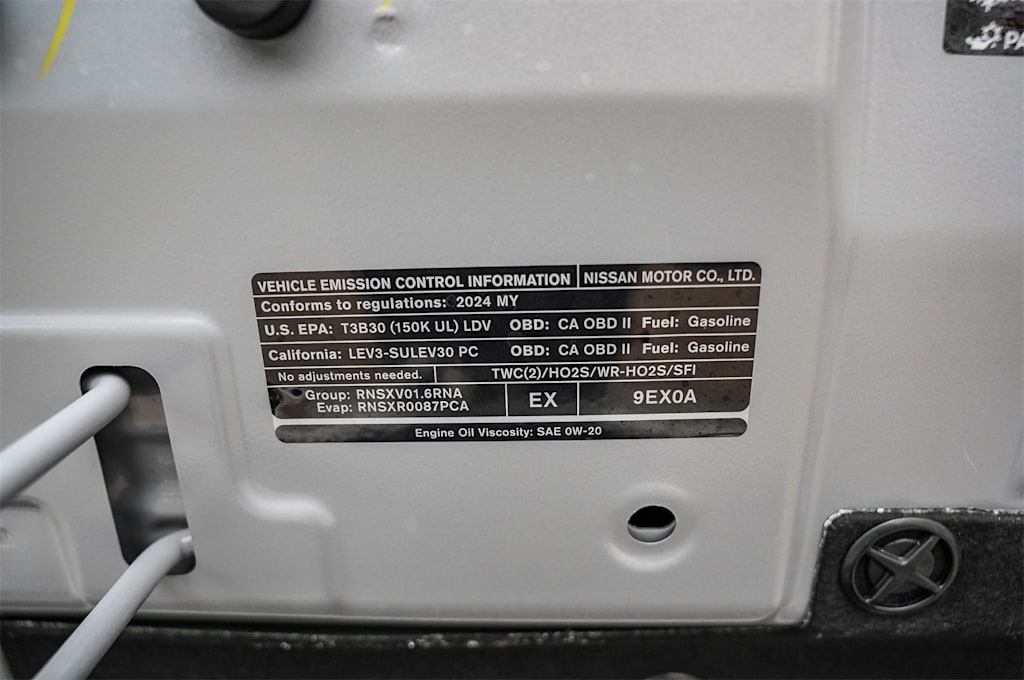 VEHICLE EMISSION CONTROL INFORMATION NISSAN MOTOR CO., LTD.
Conforms to regulations: 2024 MY
U.S. EPA: T3B30 (150K UL) LDV OBD: CA OBD II Fuel: Gasoline
California: LEV3-SULEV30 PC OBD: CA OBD II Fuel: Gasoline
No adjustments needed. TWC(2)/HO2S/WR-HO2S/SFI
Group: RNSXV01.6RNA
Evap: RNSXR0087PCA
EX
9EX0A
Engine Oil Viscosity: SAE 0W-20